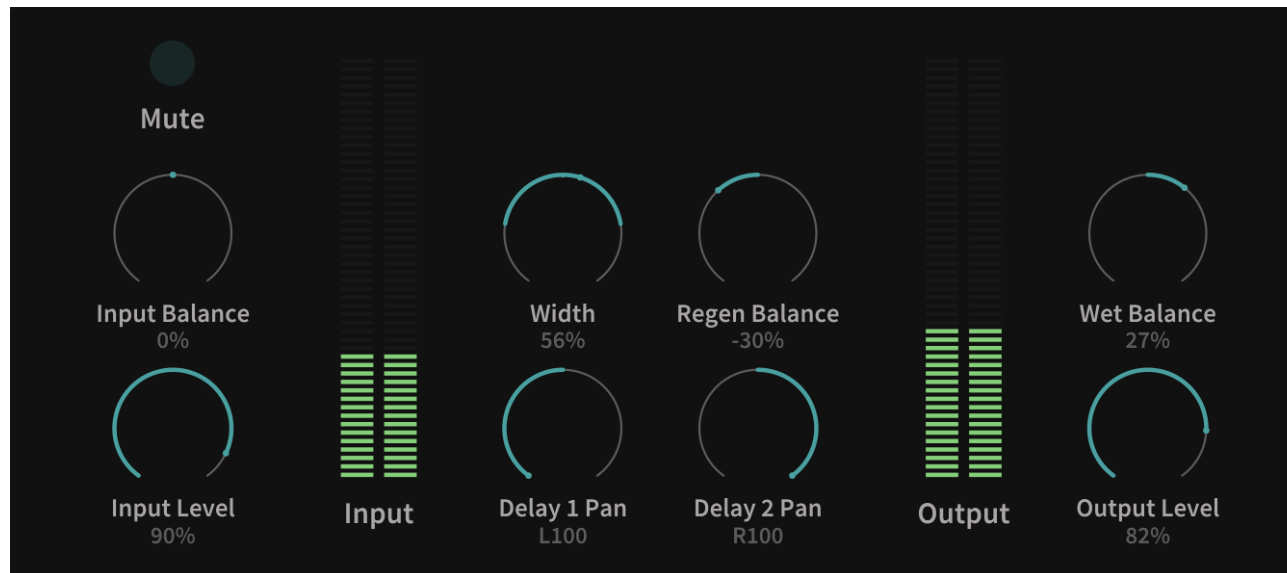 Mute
Input Balance
0%
Width
56%
Regen Balance
-30%
Wet Balance
27%
Input Level
90%
Input
Delay 1 Pan
L100
Delay 2 Pan
R100
Output
Output Level
82%